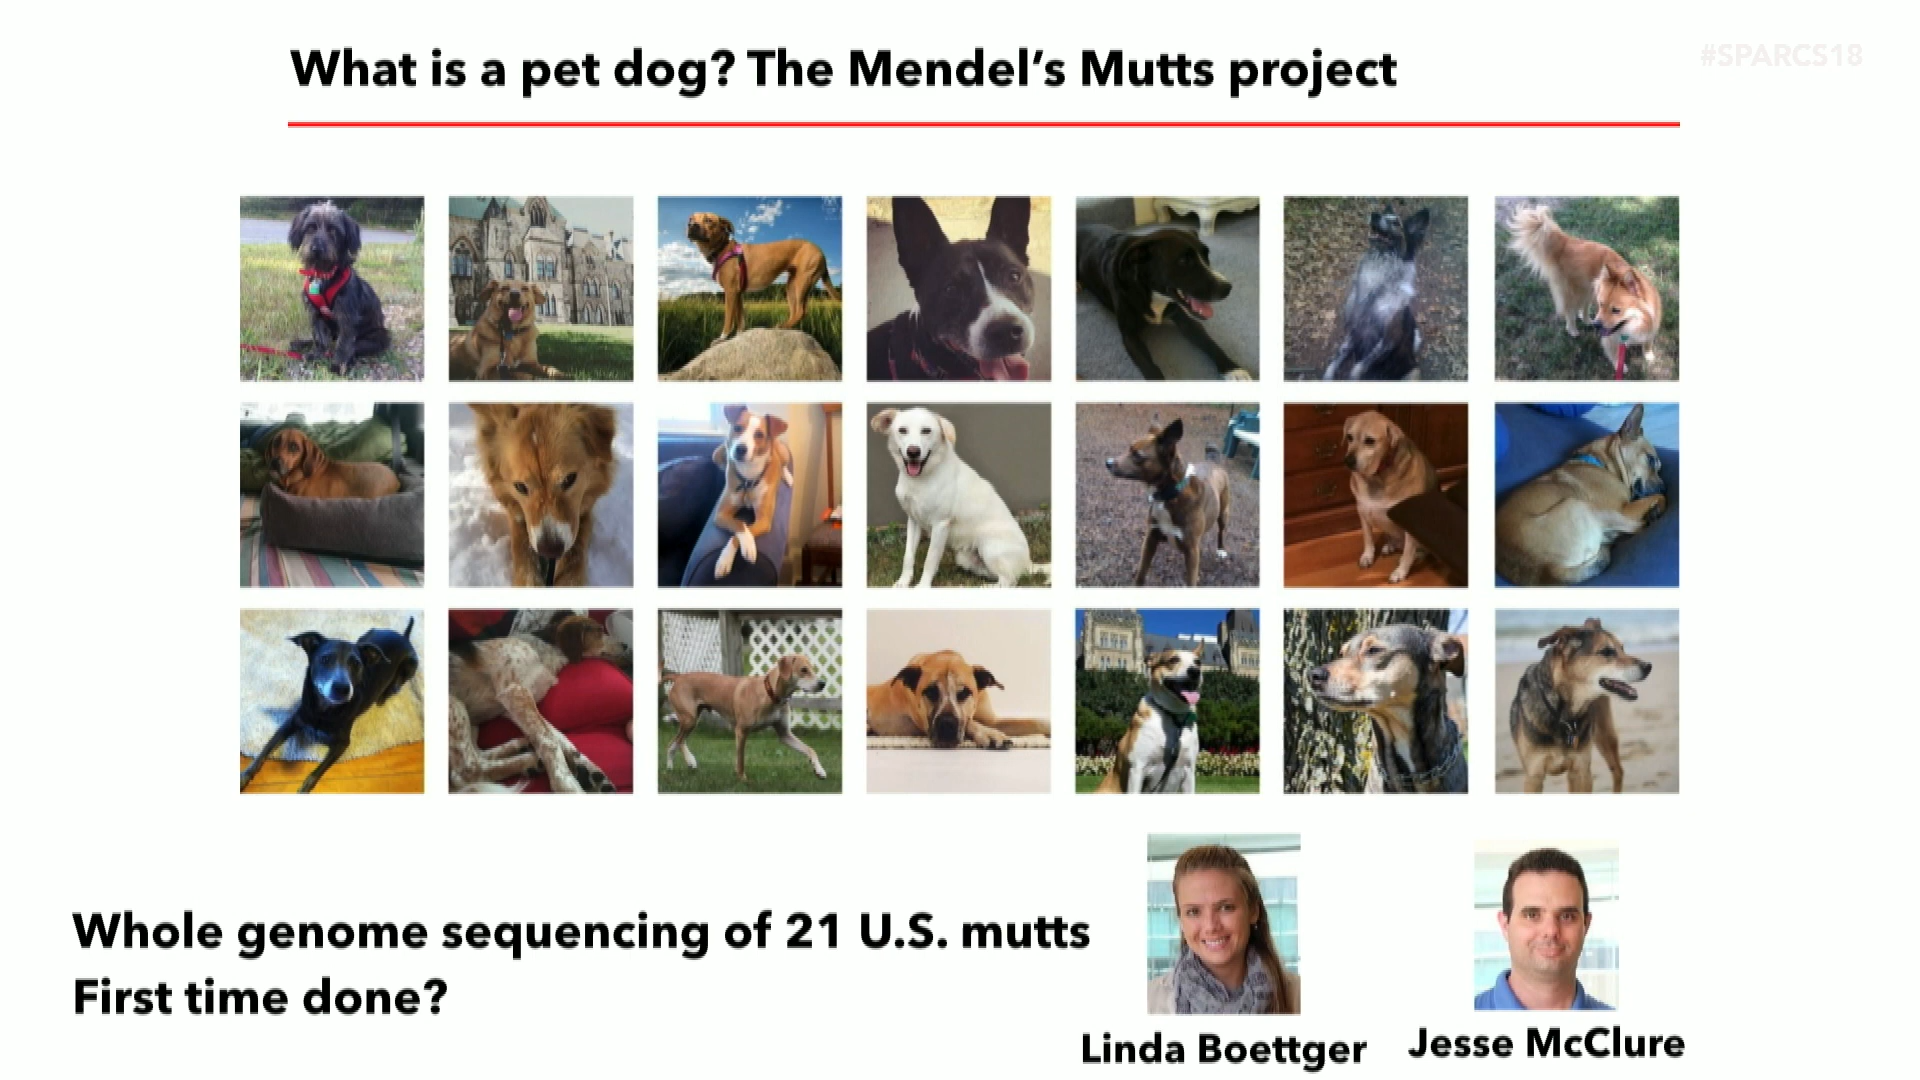 What is a pet dog? The Mendel's Mutts project
#SPARCS18
Whole genome sequencing of 21 U.S. mutts
First time done?
Linda Boettger
Jesse McClure